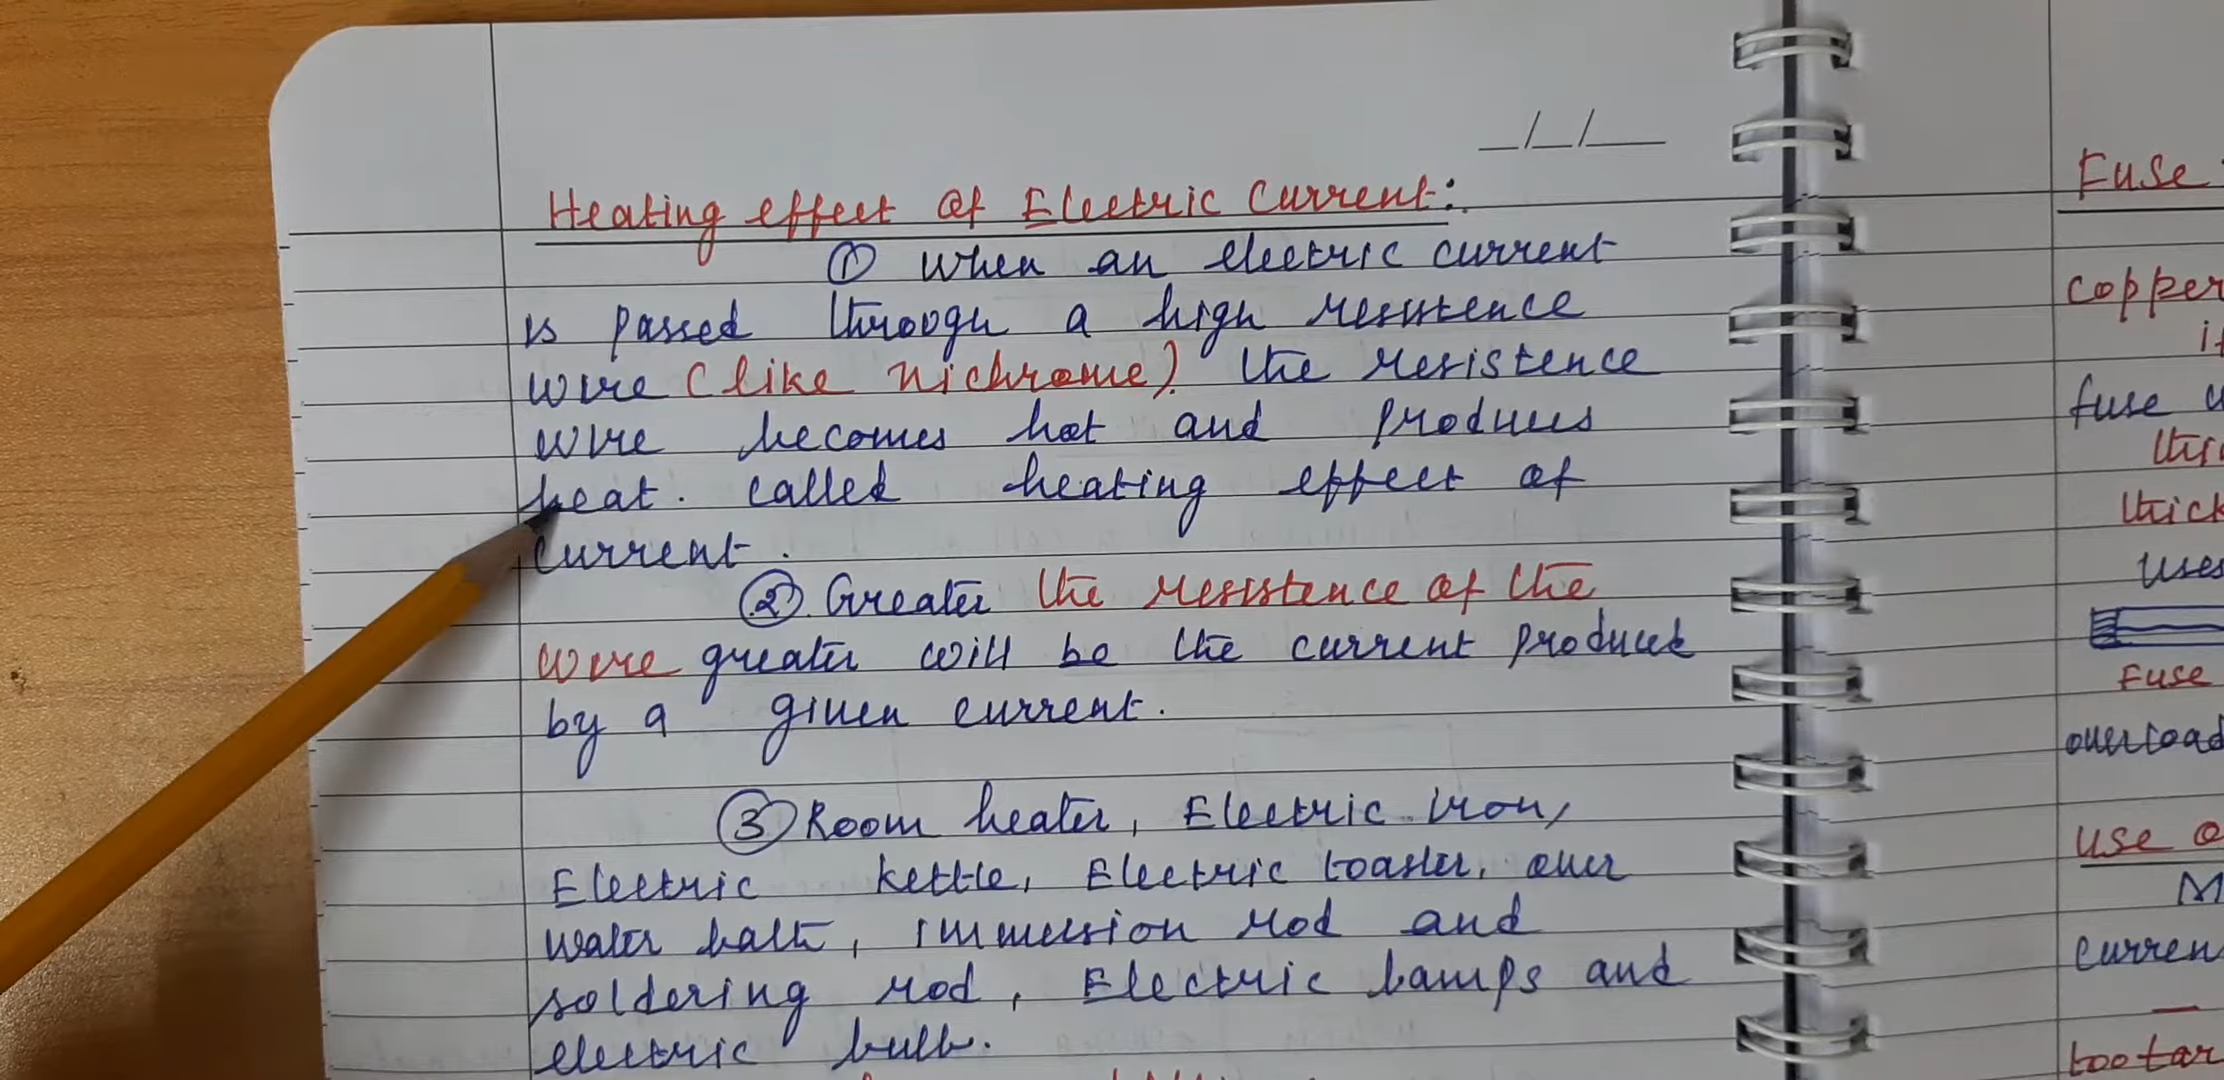 _/_/__
Heating effect of Electric Current:
① When an electric current
is passed through a high resistence
wire (like nichrome). the resistence
wire becomes hot and produces
heat. called heating effect of
current.
② Greater the resistence of the
wire greater will be the current produced
by a given current.
③ Room heater, Electric iron,
Electric kettle, Electric toaster, over
water bath, immersion rod and
soldering rod, Electric lamps and
electric bulb.
Fuse
copper
if
fuse
thick
uses
Fuse
overload
use
M
curren